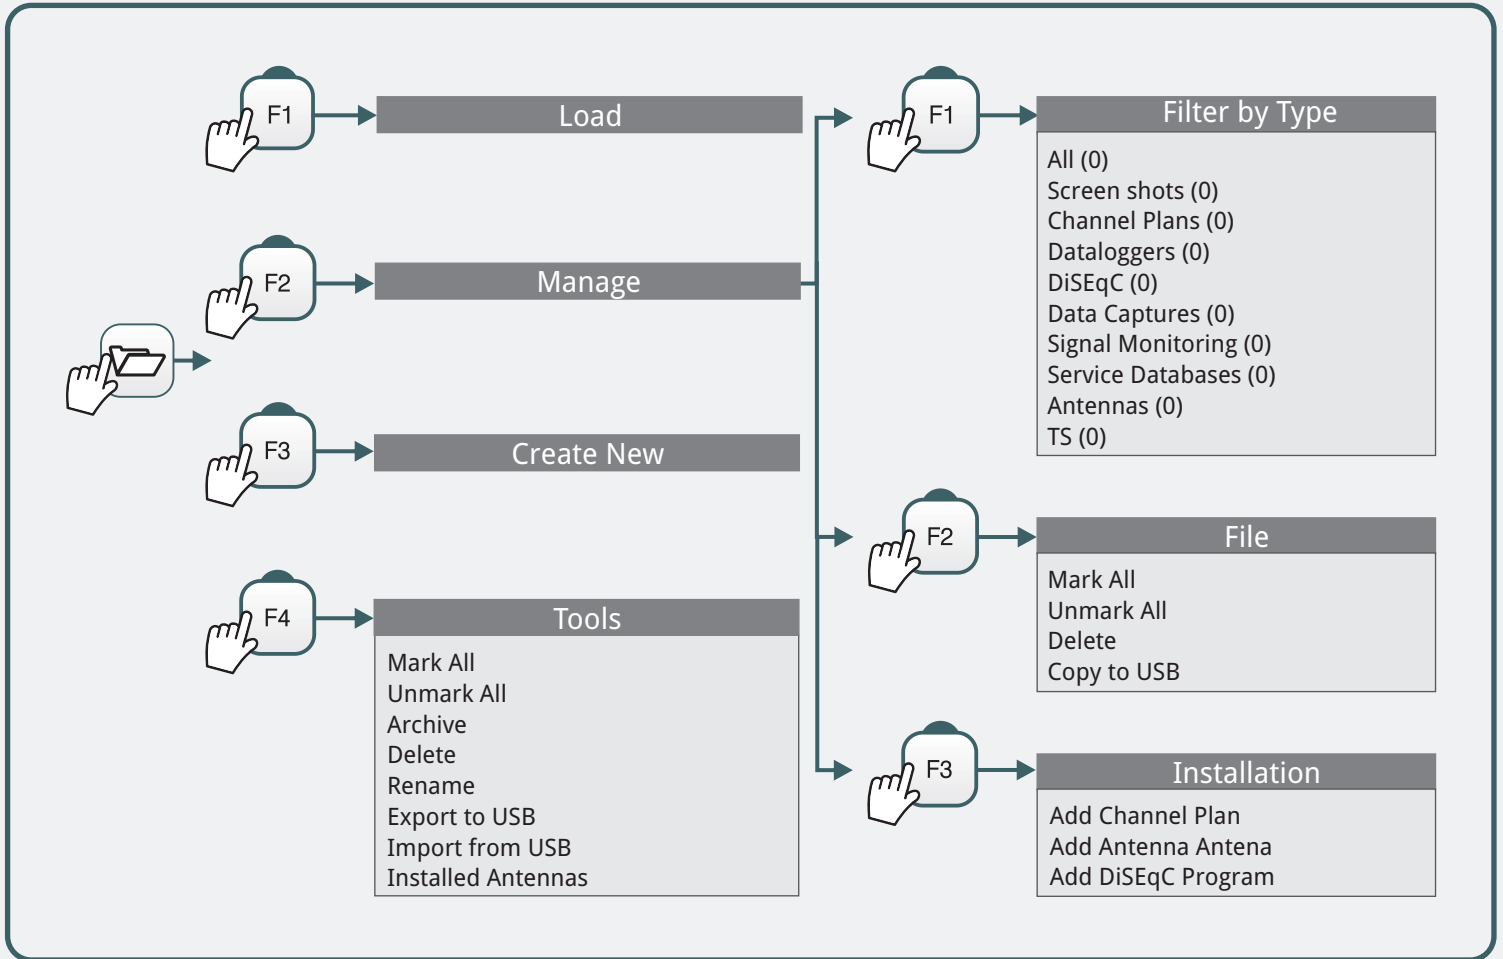 F1
Load
F2
Manage
F3
Create New
F4
Tools
Mark All
Unmark All
Archive
Delete
Rename
Export to USB
Import from USB
Installed Antennas
F1
Filter by Type
All (0)
Screen shots (0)
Channel Plans (0)
Dataloggers (0)
DiSEqC (0)
Data Captures (0)
Signal Monitoring (0)
Service Databases (0)
Antennas (0)
TS (0)
F2
File
Mark All
Unmark All
Delete
Copy to USB
F3
Installation
Add Channel Plan
Add Antenna Antena
Add DiSEqC Program